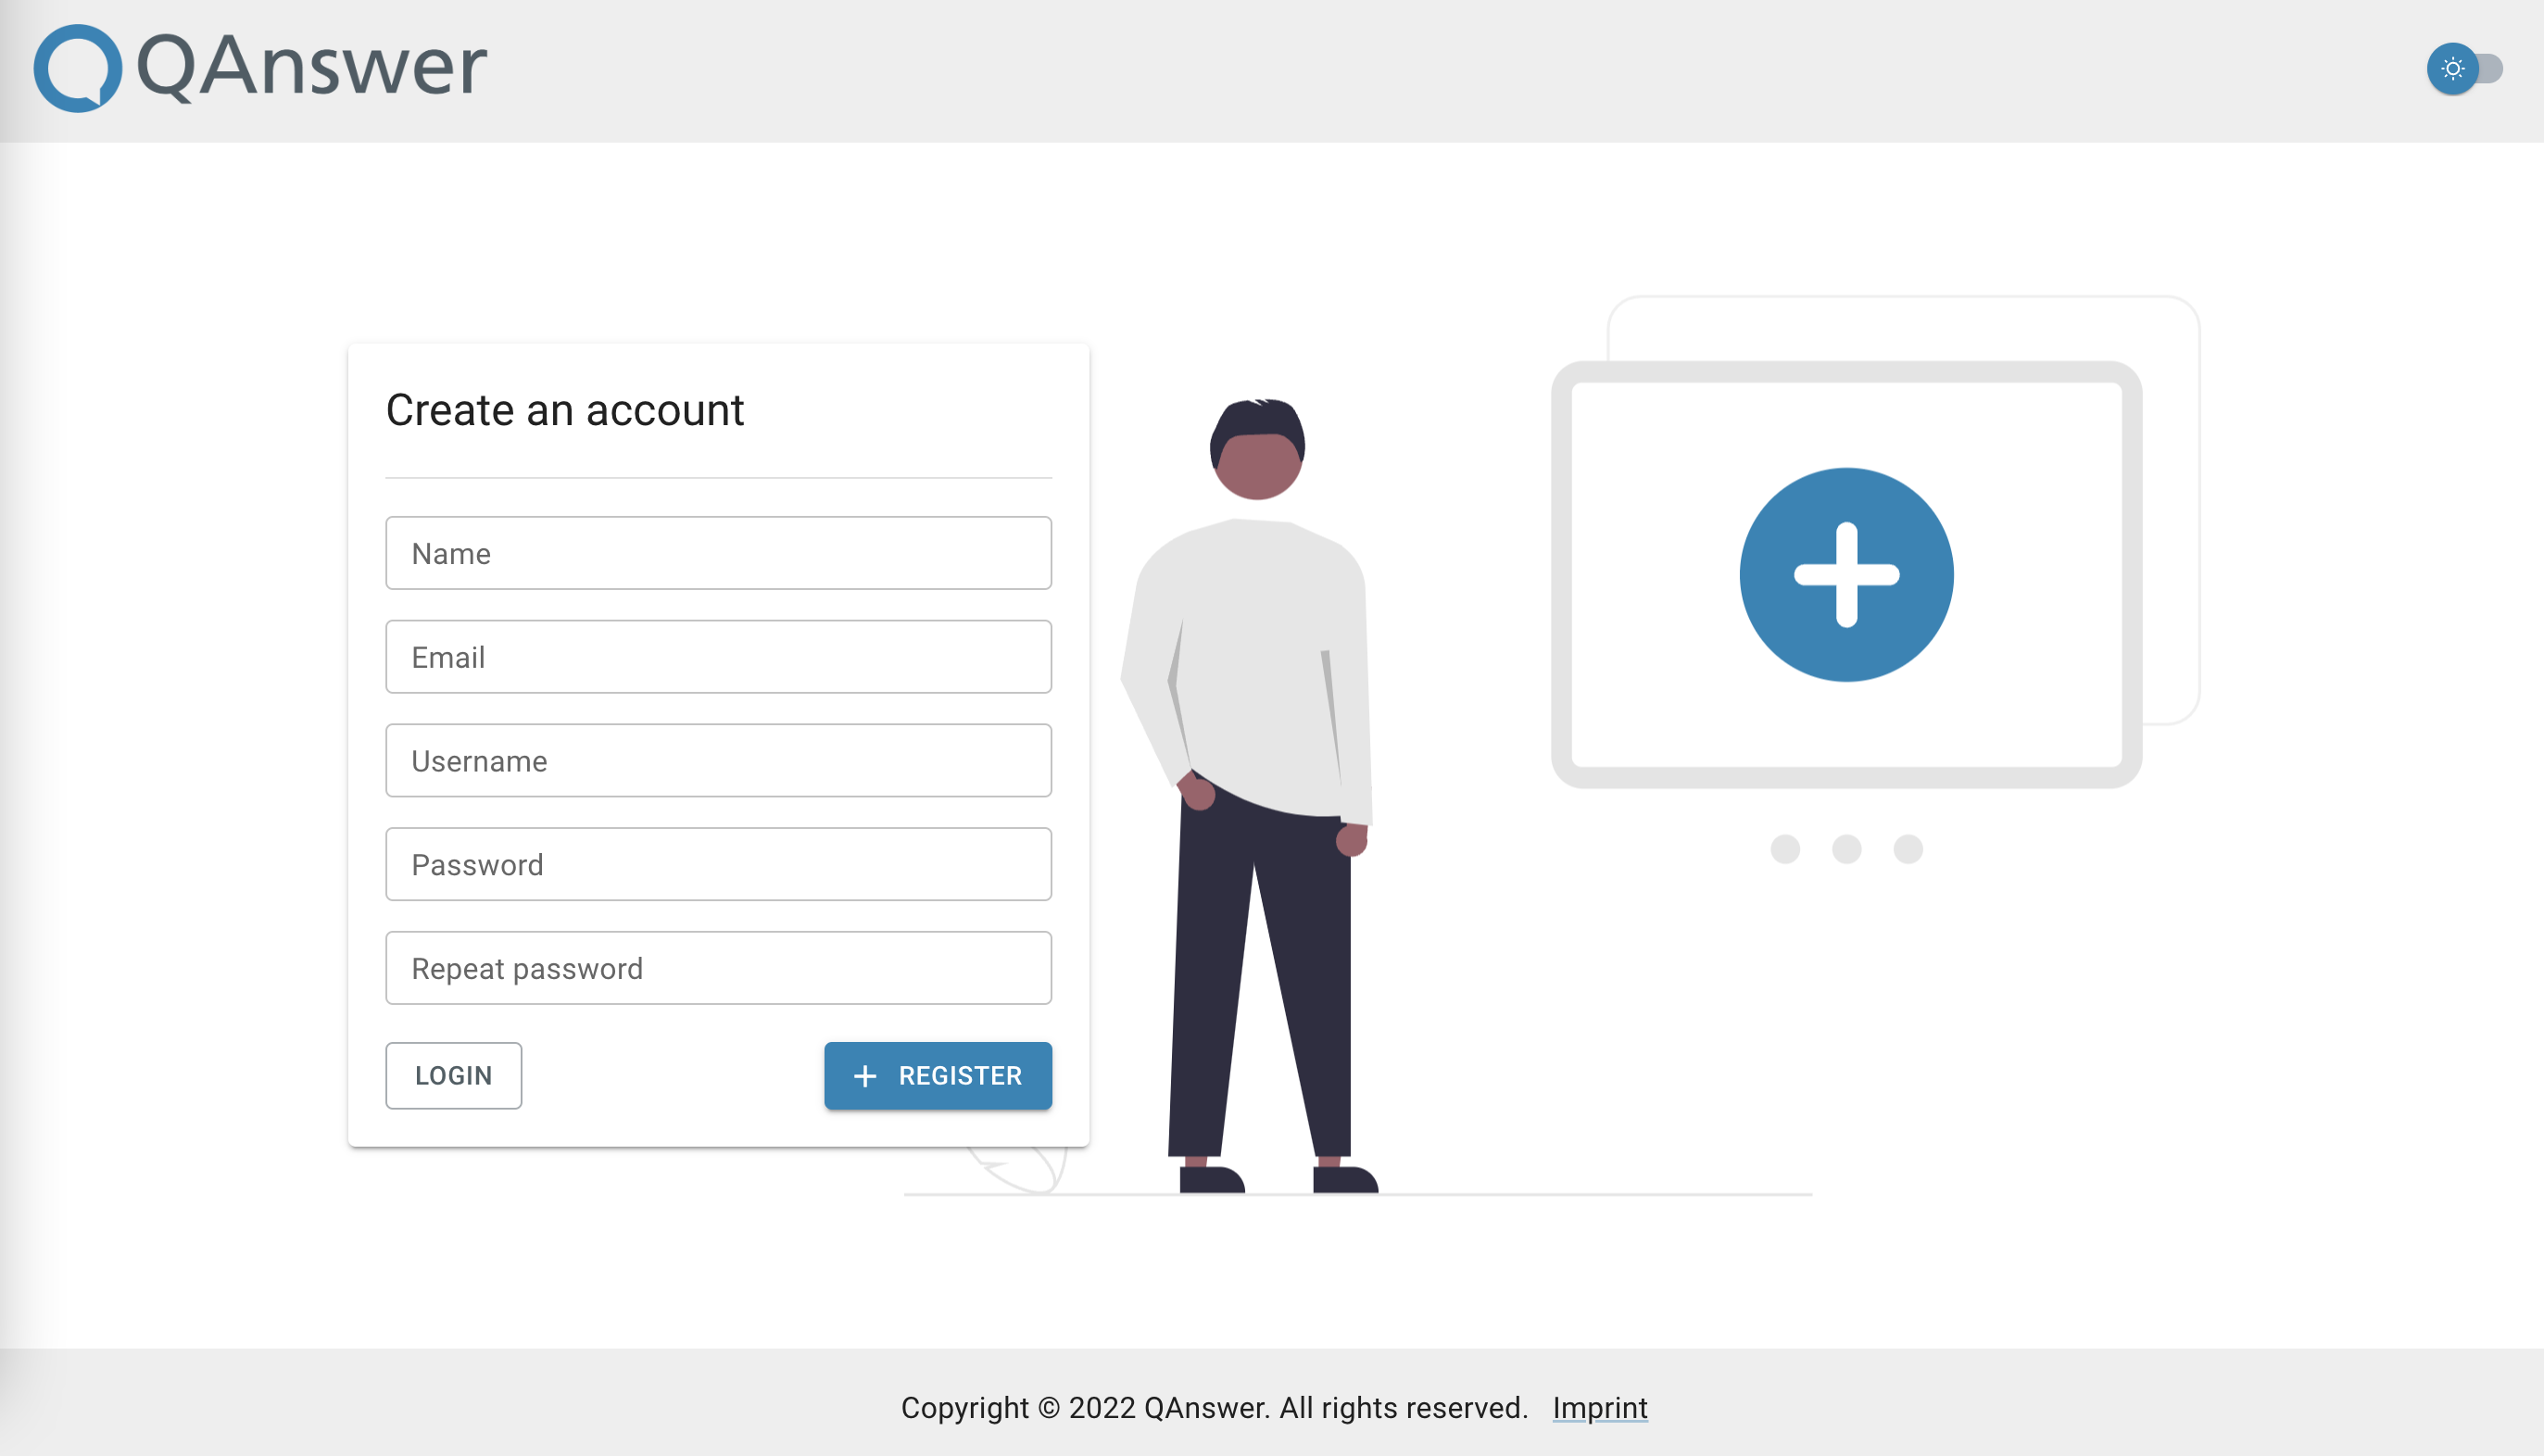 QAnswer
Create an account
Name
Email
Username
Password
Repeat password
LOGIN
REGISTER
Copyright © 2022 QAnswer. All rights reserved. Imprint